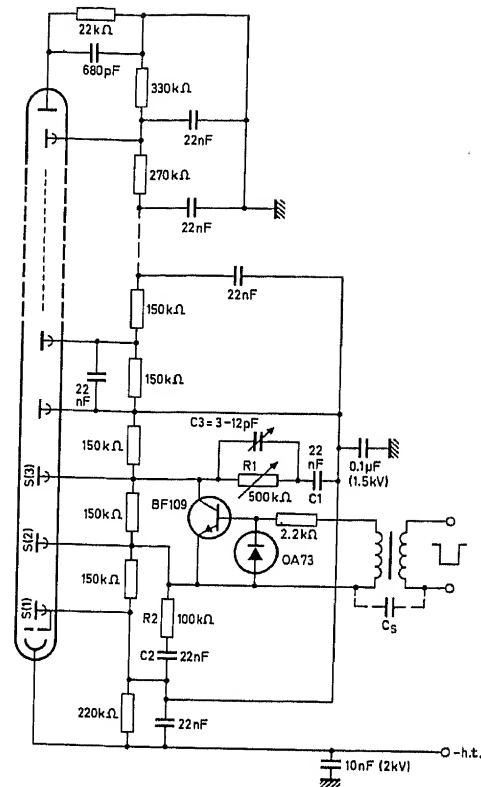 22kΩ
680pF
330kΩ
22nF
270kΩ
22nF
22nF
150kΩ
22
nF
150kΩ
150kΩ
C3=3-12pF
R1
500kΩ
22
nF
C1
0.1µF
(1.5kV)
S(3)
BF109
150kΩ
2.2kΩ
OA73
S(2)
150kΩ
S(1)
R2
100kΩ
C2
22nF
CS
220kΩ
22nF
-h.t.
10nF (2kV)